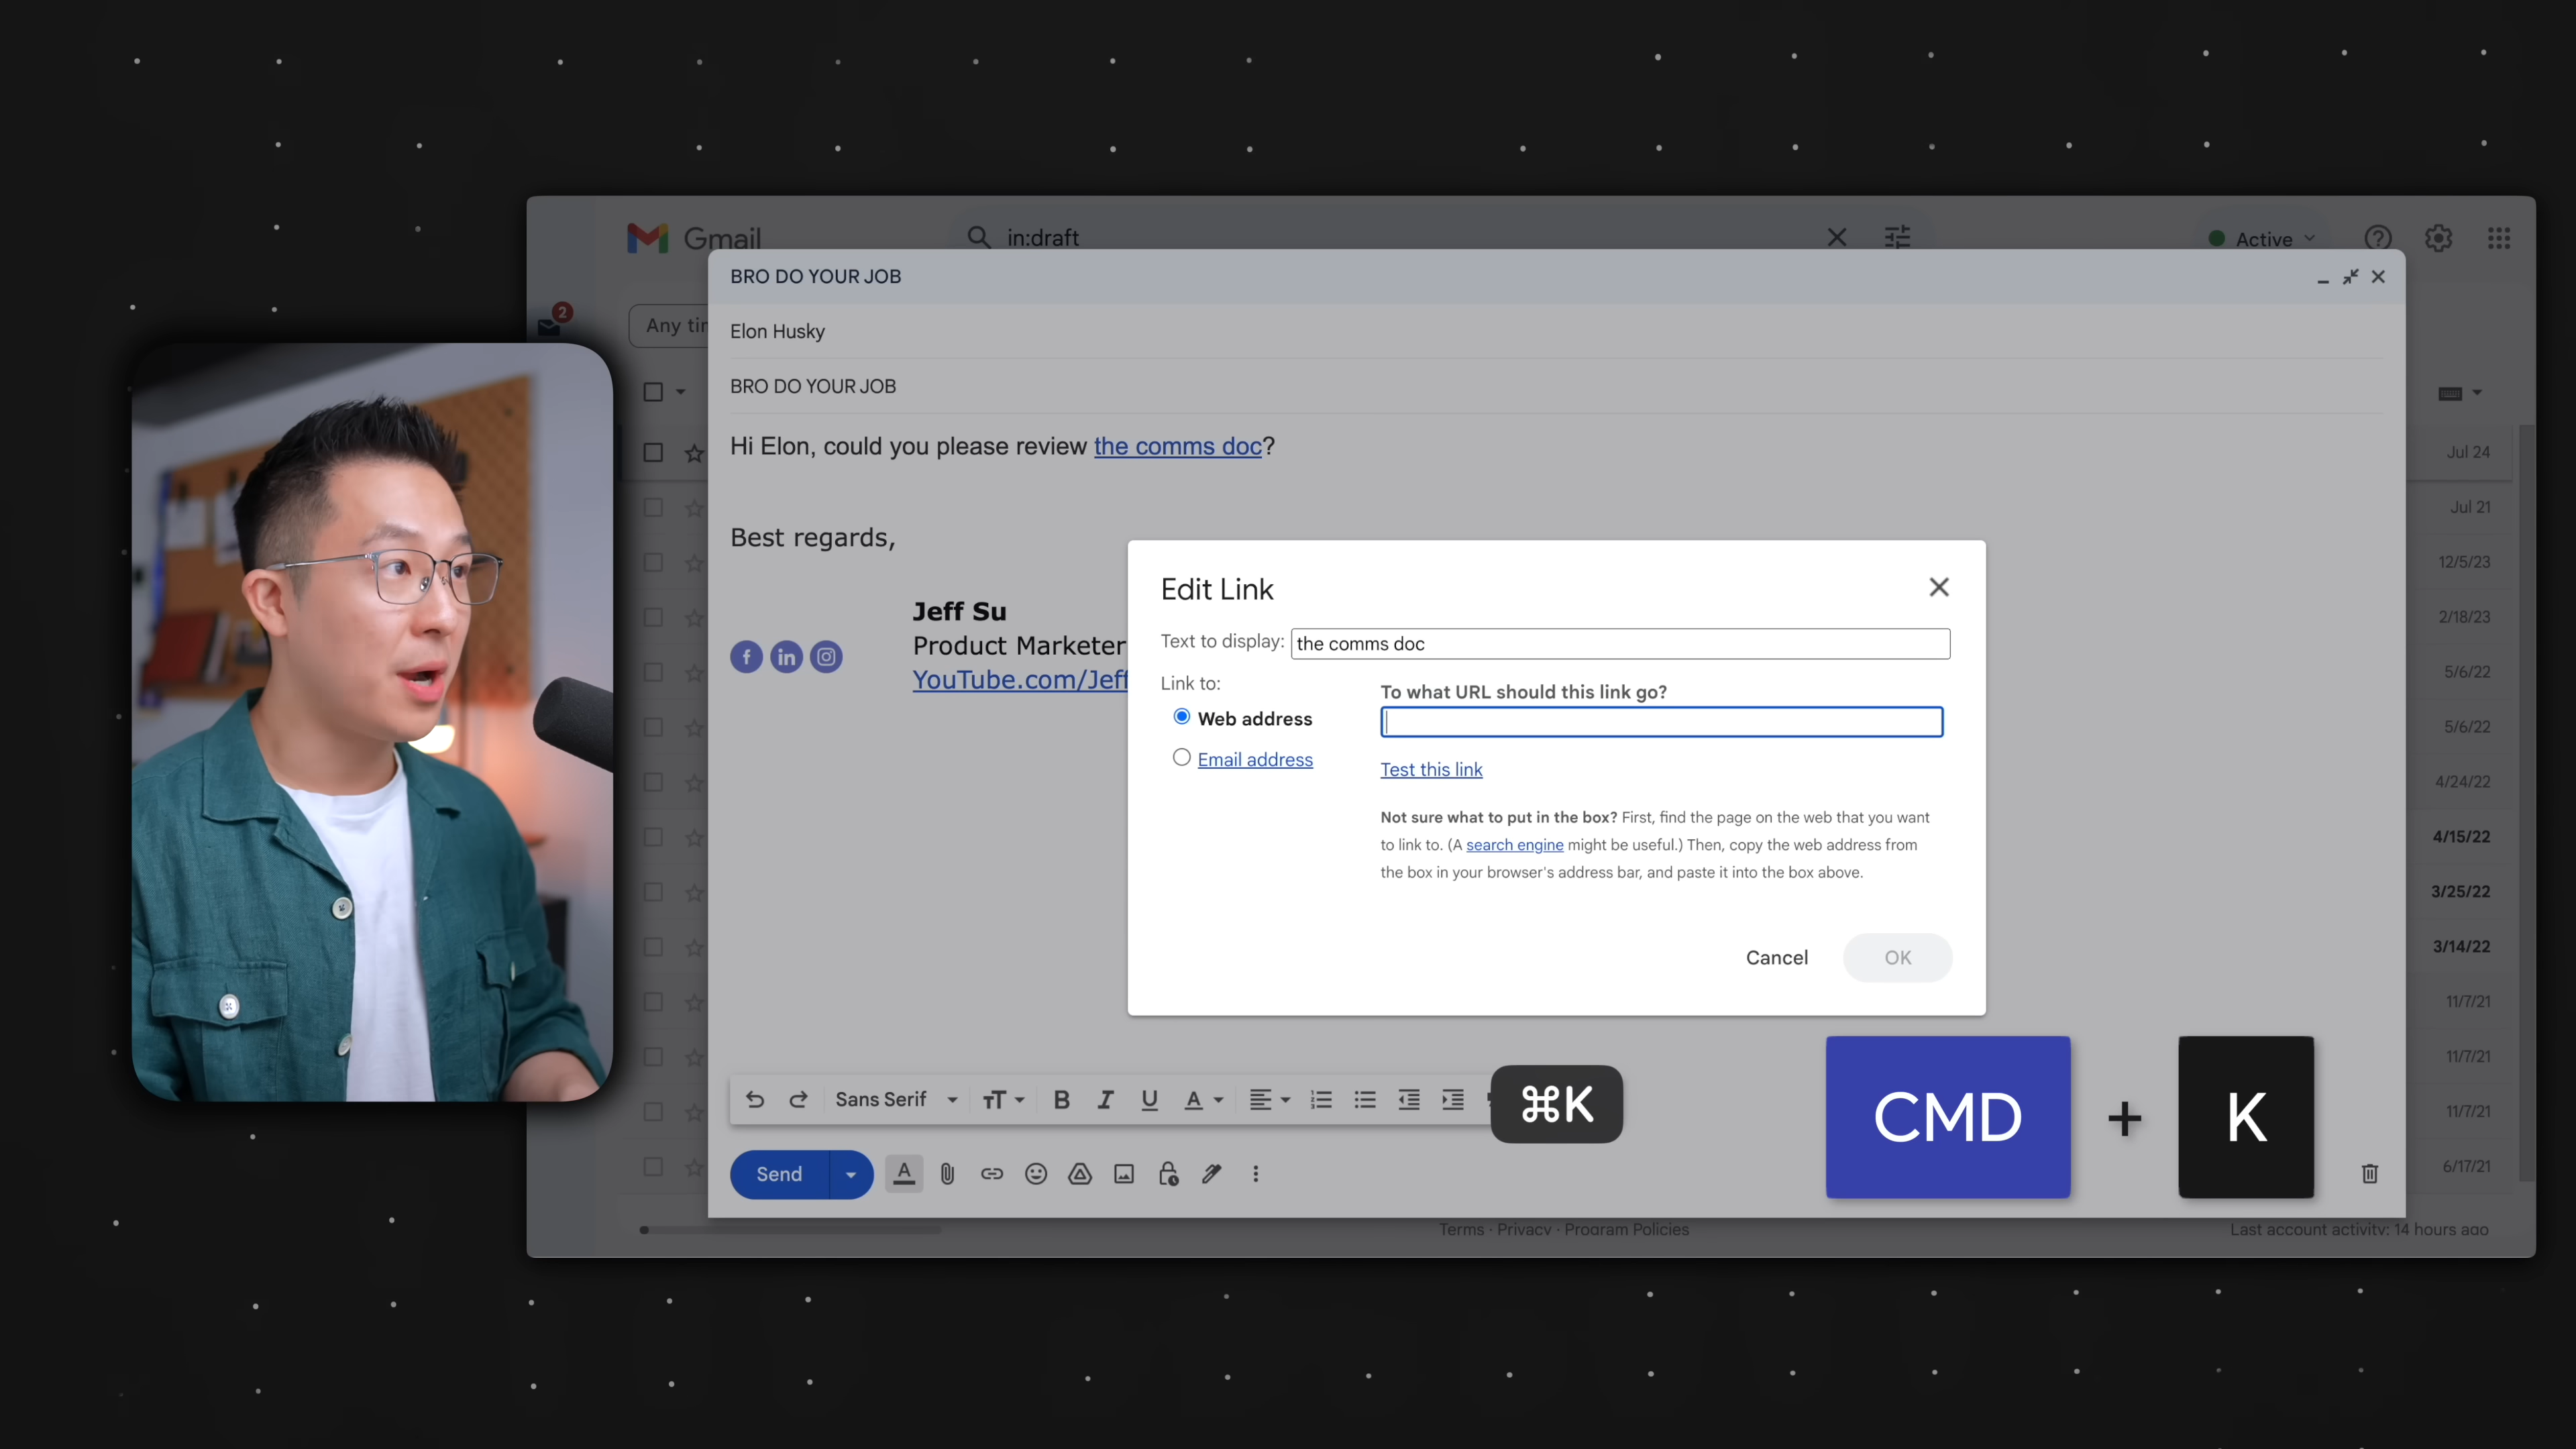 Gmail
in:draft
Active
2
Any tim
BRO DO YOUR JOB
Elon Husky
BRO DO YOUR JOB
Hi Elon, could you please review the comms doc?
Best regards,
Jeff Su
Product Marketer
YouTube.com/Jeff
f
in
Edit Link
Text to display: the comms doc
Link to:
Web address
Email address
To what URL should this link go?
Test this link
Not sure what to put in the box? First, find the page on the web that you want
to link to. (A search engine might be useful.) Then, copy the web address from
the box in your browser's address bar, and paste it into the box above.
Cancel
OK
Jul 24
Jul 21
12/5/23
2/18/23
5/6/22
5/6/22
4/24/22
4/15/22
3/25/22
3/14/22
11/7/21
11/7/21
11/7/21
6/17/21
Sans Serif
B I U A
⌘K
CMD + K
Send
A
Terms · Privacy · Program Policies
Last account activity: 14 hours ago